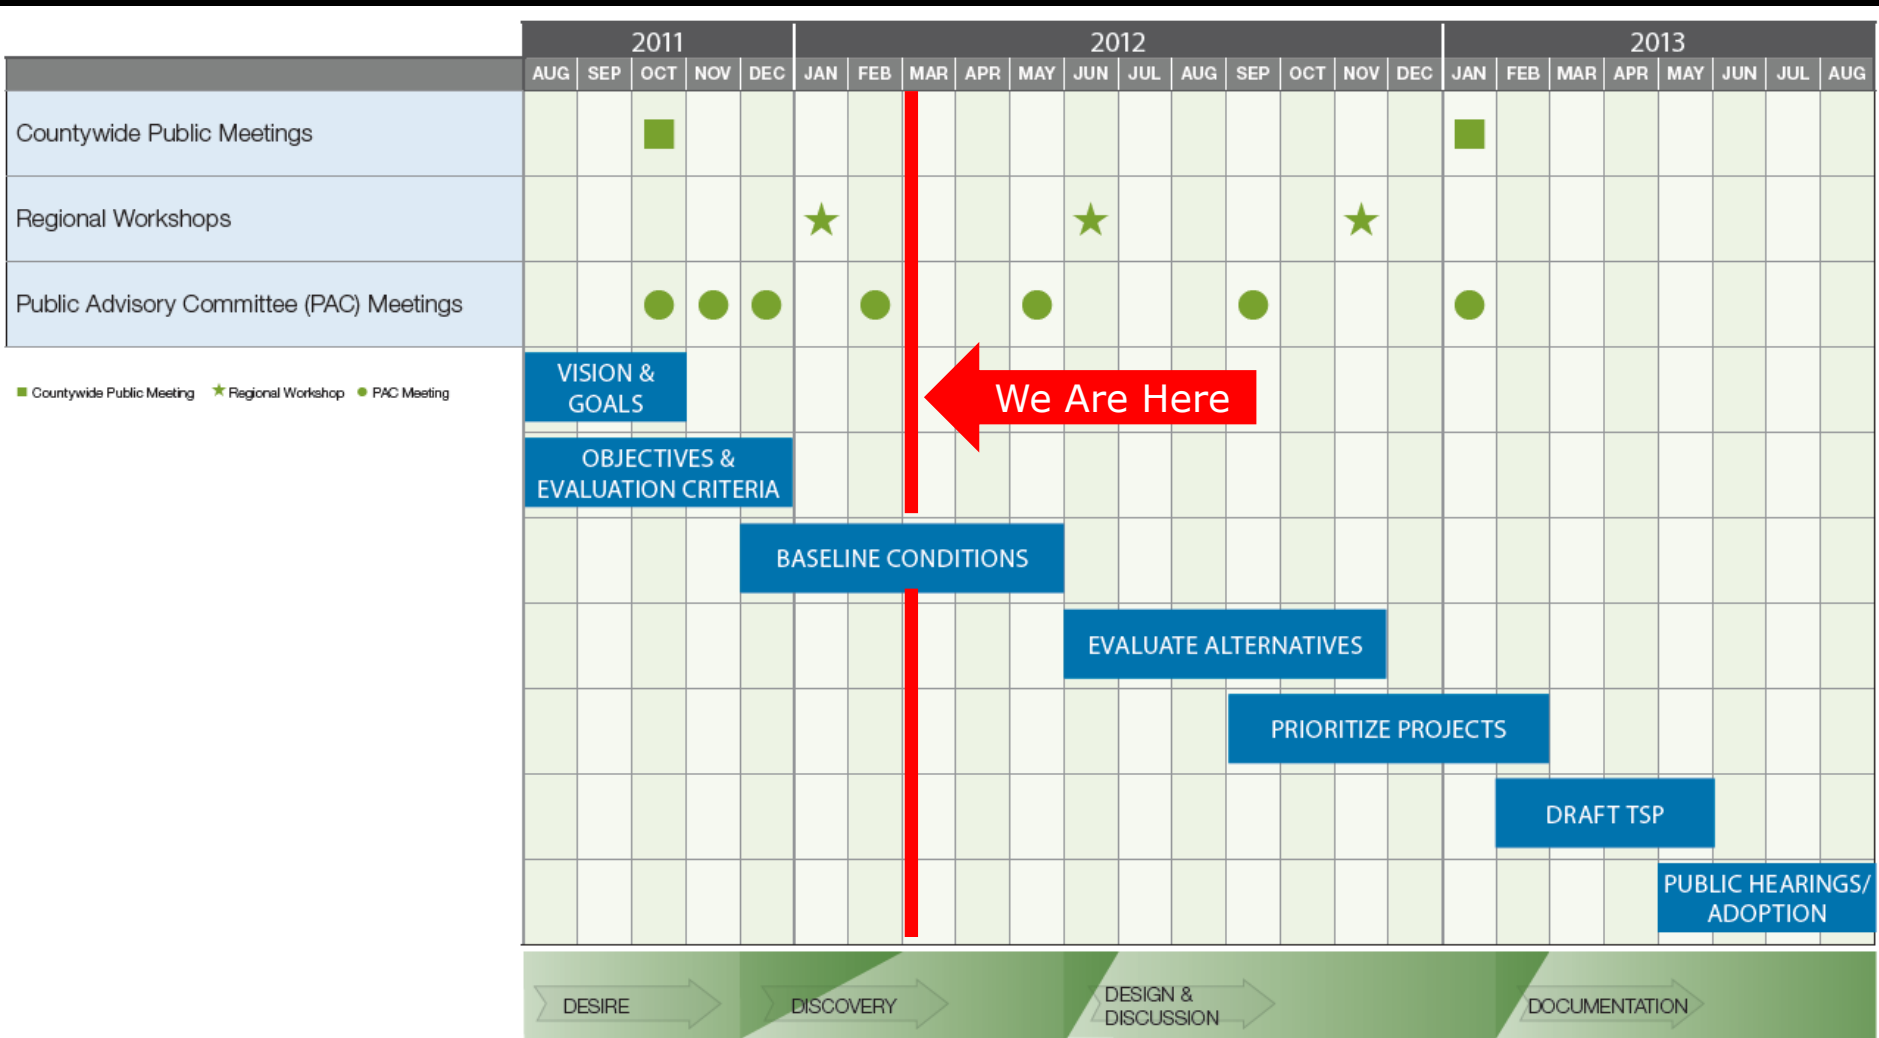 2011 2012 2013
AUG SEP OCT NOV DEC JAN FEB MAR APR MAY JUN JUL AUG SEP OCT NOV DEC JAN FEB MAR APR MAY JUN JUL AUG
Countywide Public Meetings
Regional Workshops
Public Advisory Committee (PAC) Meetings
Countywide Public Meeting Regional Workshop PAC Meeting
VISION &
GOALS
We Are Here
OBJECTIVES &
EVALUATION CRITERIA
BASELINE CONDITIONS
EVALUATE ALTERNATIVES
PRIORITIZE PROJECTS
DRAFT TSP
PUBLIC HEARINGS/
ADOPTION
DESIRE
DISCOVERY
DESIGN &
DISCUSSION
DOCUMENTATION